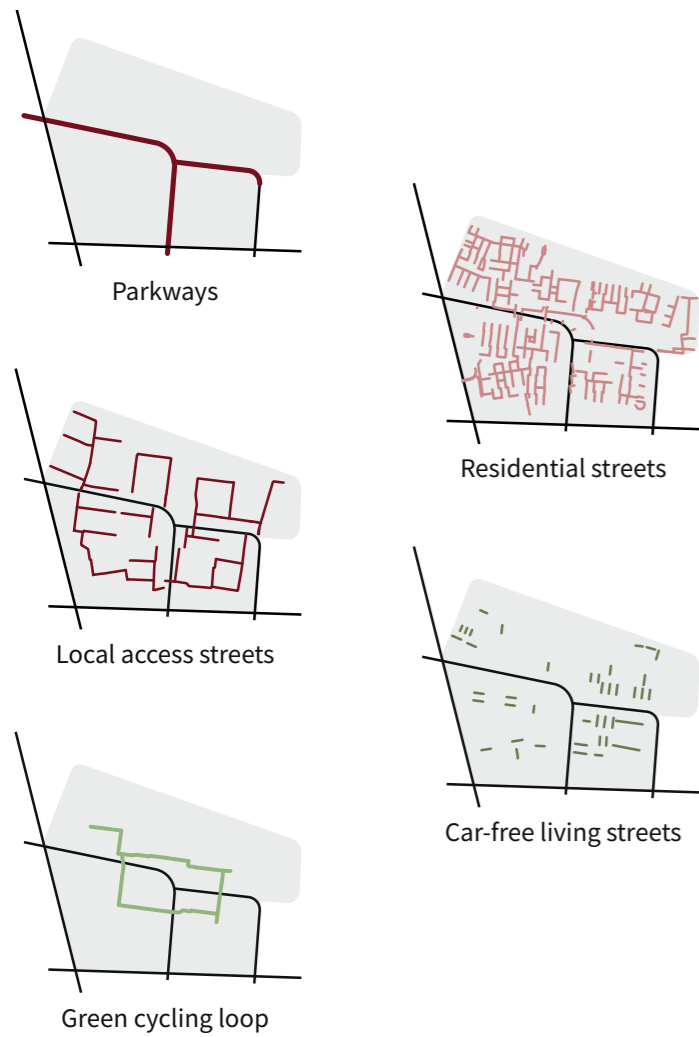 Parkways
Residential streets
Local access streets
Car-free living streets
Green cycling loop